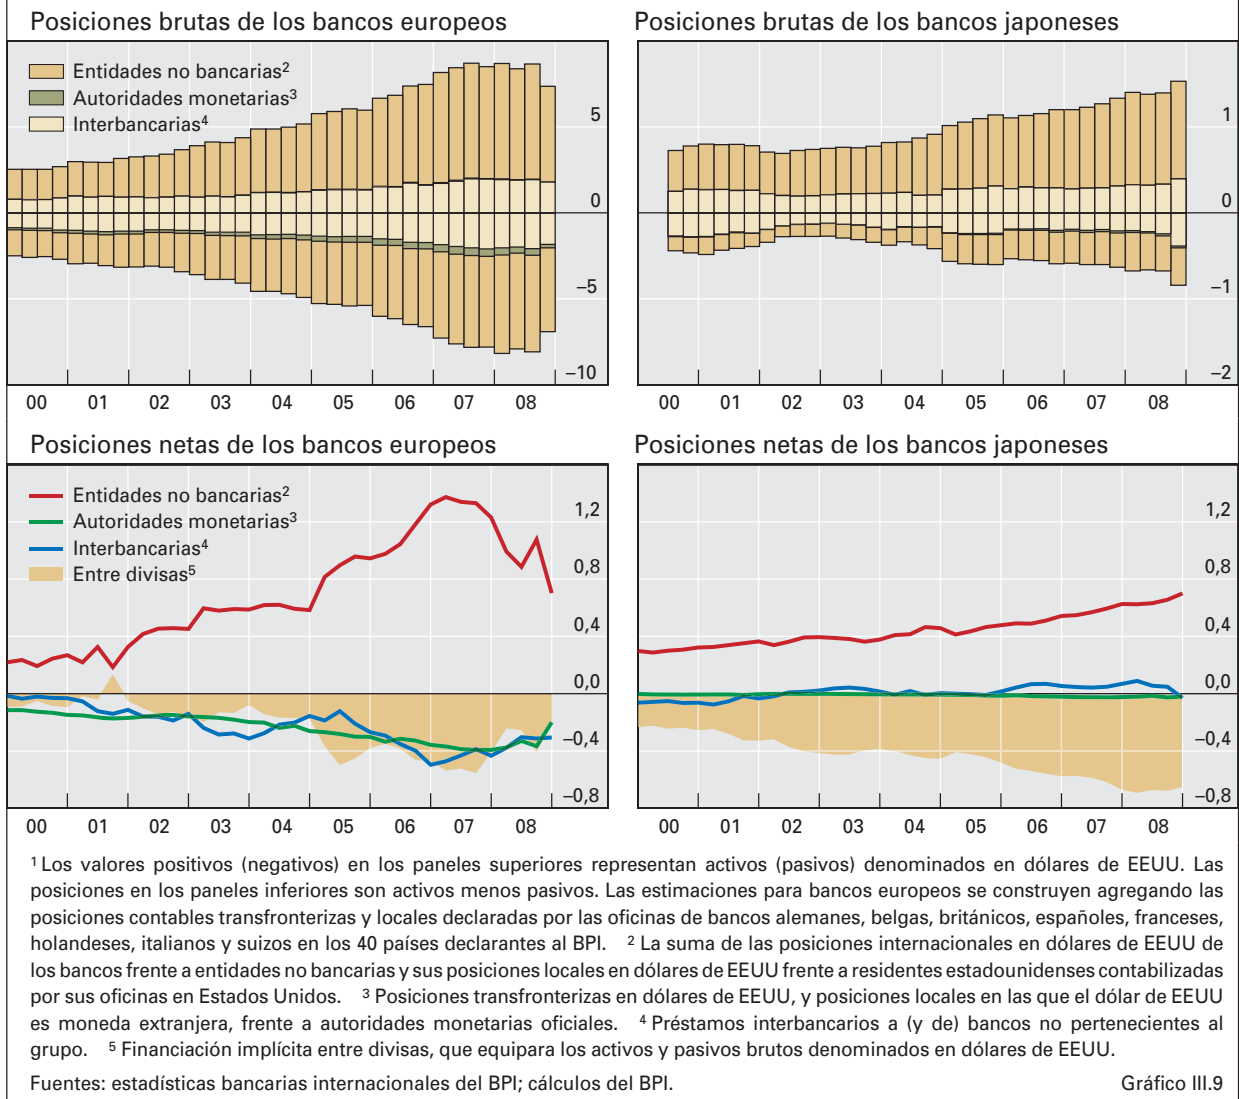 Posiciones brutas de los bancos europeos
Entidades no bancarias2
Autoridades monetarias3
Interbancarias4
5
0
–5
–10
00 01 02 03 04 05 06 07 08
Posiciones brutas de los bancos japoneses
1
0
–1
–2
00 01 02 03 04 05 06 07 08
Posiciones netas de los bancos europeos
Entidades no bancarias2
Autoridades monetarias3
Interbancarias4
Entre divisas5
1,2
0,8
0,4
0,0
–0,4
–0,8
00 01 02 03 04 05 06 07 08
Posiciones netas de los bancos japoneses
1,2
0,8
0,4
0,0
–0,4
–0,8
00 01 02 03 04 05 06 07 08
1 Los valores positivos (negativos) en los paneles superiores representan activos (pasivos) denominados en dólares de EEUU. Las
posiciones en los paneles inferiores son activos menos pasivos. Las estimaciones para bancos europeos se construyen agregando las
posiciones contables transfronterizas y locales declaradas por las oficinas de bancos alemanes, belgas, británicos, españoles, franceses,
holandeses, italianos y suizos en los 40 países declarantes al BPI. 2 La suma de las posiciones internacionales en dólares de EEUU de
los bancos frente a entidades no bancarias y sus posiciones locales en dólares de EEUU frente a residentes estadounidenses contabilizadas
por sus oficinas en Estados Unidos. 3 Posiciones transfronterizas en dólares de EEUU, y posiciones locales en las que el dólar de EEUU
es moneda extranjera, frente a autoridades monetarias oficiales. 4 Préstamos interbancarios a (y de) bancos no pertenecientes al
grupo. 5 Financiación implícita entre divisas, que equipara los activos y pasivos brutos denominados en dólares de EEUU.
Fuentes: estadísticas bancarias internacionales del BPI; cálculos del BPI. Gráfico III.9